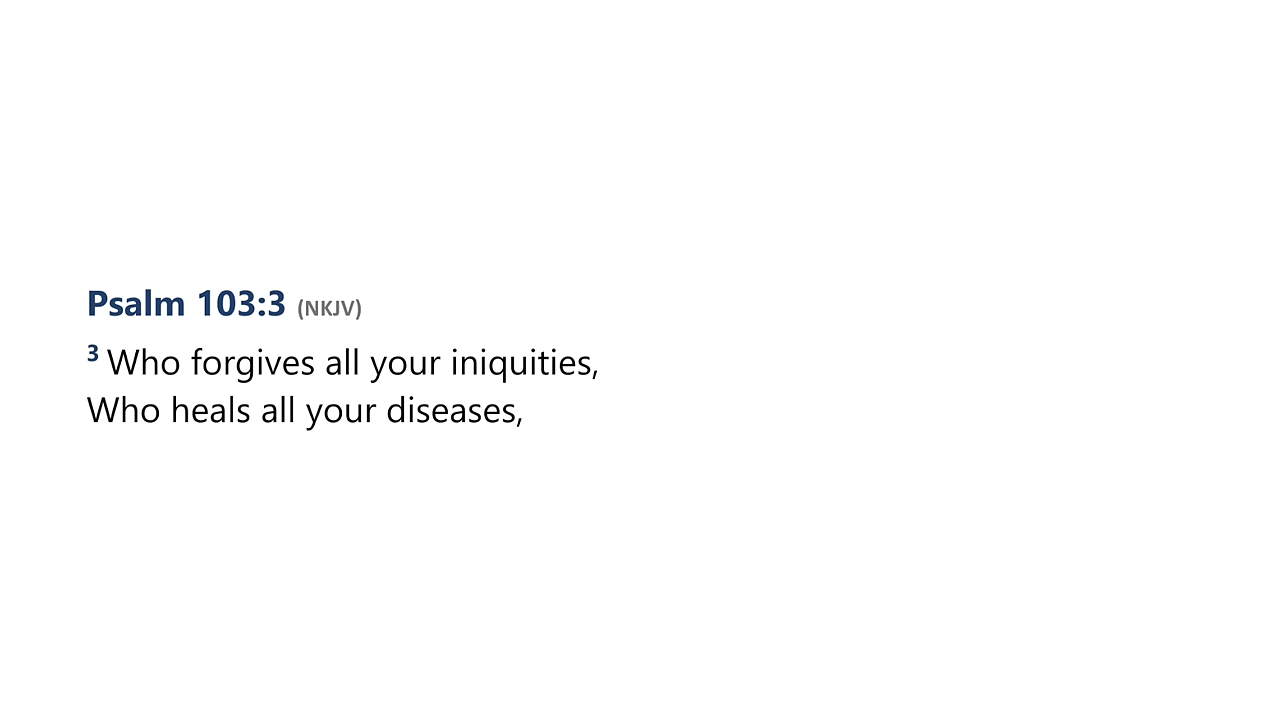 Psalm 103:3 (NKJV)
3 Who forgives all your iniquities,
Who heals all your diseases,